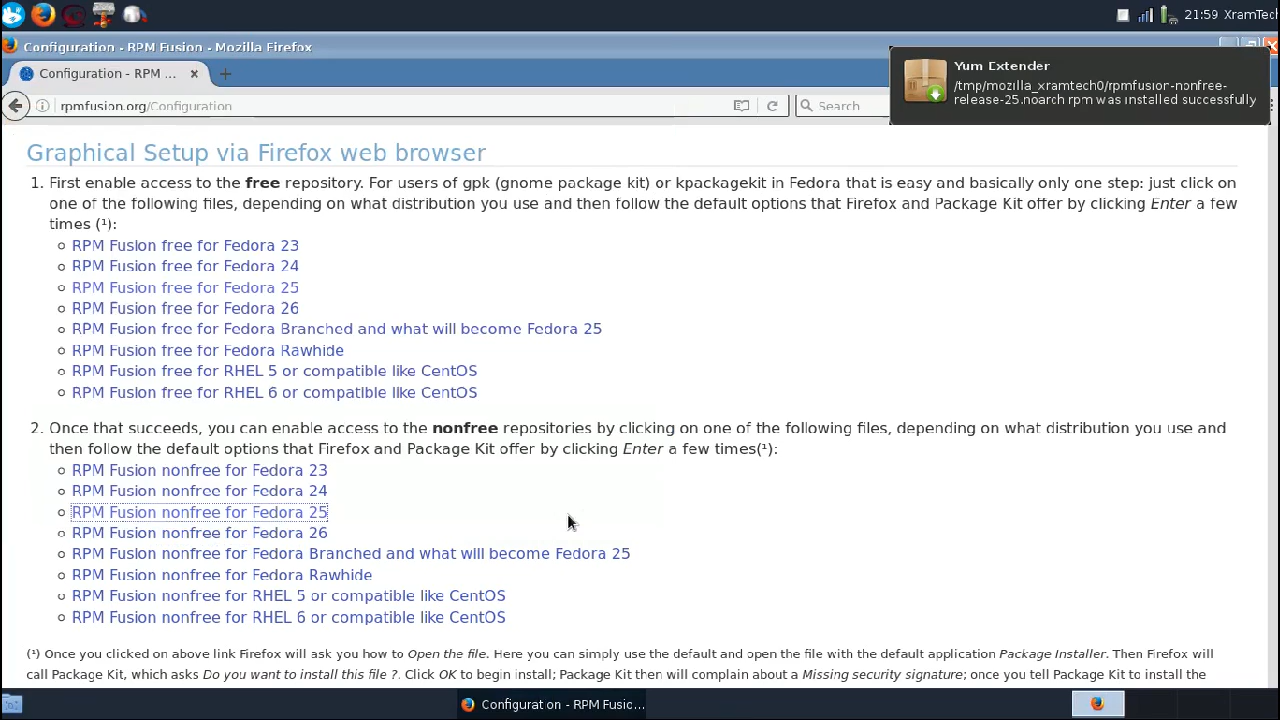 21:59 XramTech
Configuration - RPM Fusion - Mozilla Firefox
Configuration - RPM ...
rpmfusion.org/Configuration
Search
Yum Extender
/tmp/mozilla_xramtech0/rpmfusion-nonfree-
release-25.noarch.rpm was installed successfully
Graphical Setup via Firefox web browser
1. First enable access to the free repository. For users of gpk (gnome package kit) or kpackagekit in Fedora that is easy and basically only one step: just click on
one of the following files, depending on what distribution you use and then follow the default options that Firefox and Package Kit offer by clicking Enter a few
times (¹):
RPM Fusion free for Fedora 23
RPM Fusion free for Fedora 24
RPM Fusion free for Fedora 25
RPM Fusion free for Fedora 26
RPM Fusion free for Fedora Branched and what will become Fedora 25
RPM Fusion free for Fedora Rawhide
RPM Fusion free for RHEL 5 or compatible like CentOS
RPM Fusion free for RHEL 6 or compatible like CentOS
2. Once that succeeds, you can enable access to the nonfree repositories by clicking on one of the following files, depending on what distribution you use and
then follow the default options that Firefox and Package Kit offer by clicking Enter a few times(¹):
RPM Fusion nonfree for Fedora 23
RPM Fusion nonfree for Fedora 24
RPM Fusion nonfree for Fedora 25
RPM Fusion nonfree for Fedora 26
RPM Fusion nonfree for Fedora Branched and what will become Fedora 25
RPM Fusion nonfree for Fedora Rawhide
RPM Fusion nonfree for RHEL 5 or compatible like CentOS
RPM Fusion nonfree for RHEL 6 or compatible like CentOS
(¹) Once you clicked on above link Firefox will ask you how to Open the file. Here you can simply use the default and open the file with the default application Package Installer. Then Firefox will
call Package Kit, which asks Do you want to install this file ?. Click OK to begin install; Package Kit then will complain about a Missing security signature; once you tell Package Kit to install the
Configuration - RPM Fusio...